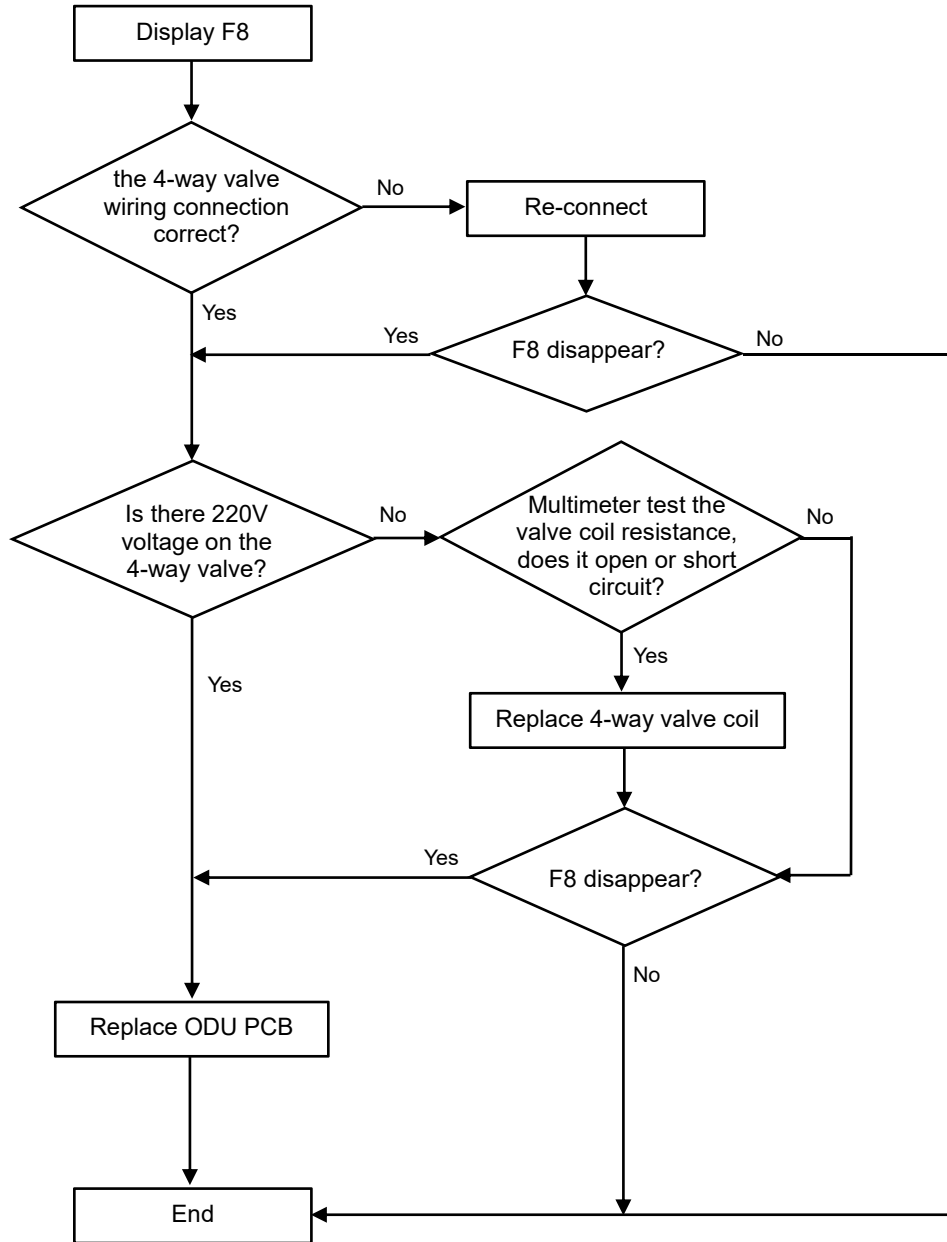 Display F8
the 4-way valve
wiring connection
correct?
No
Re-connect
Yes
Yes
F8 disappear?
No
Is there 220V
voltage on the
4-way valve?
No
Multimeter test the
valve coil resistance,
does it open or short
circuit?
No
Yes
Yes
Replace 4-way valve coil
Yes
F8 disappear?
No
Replace ODU PCB
End